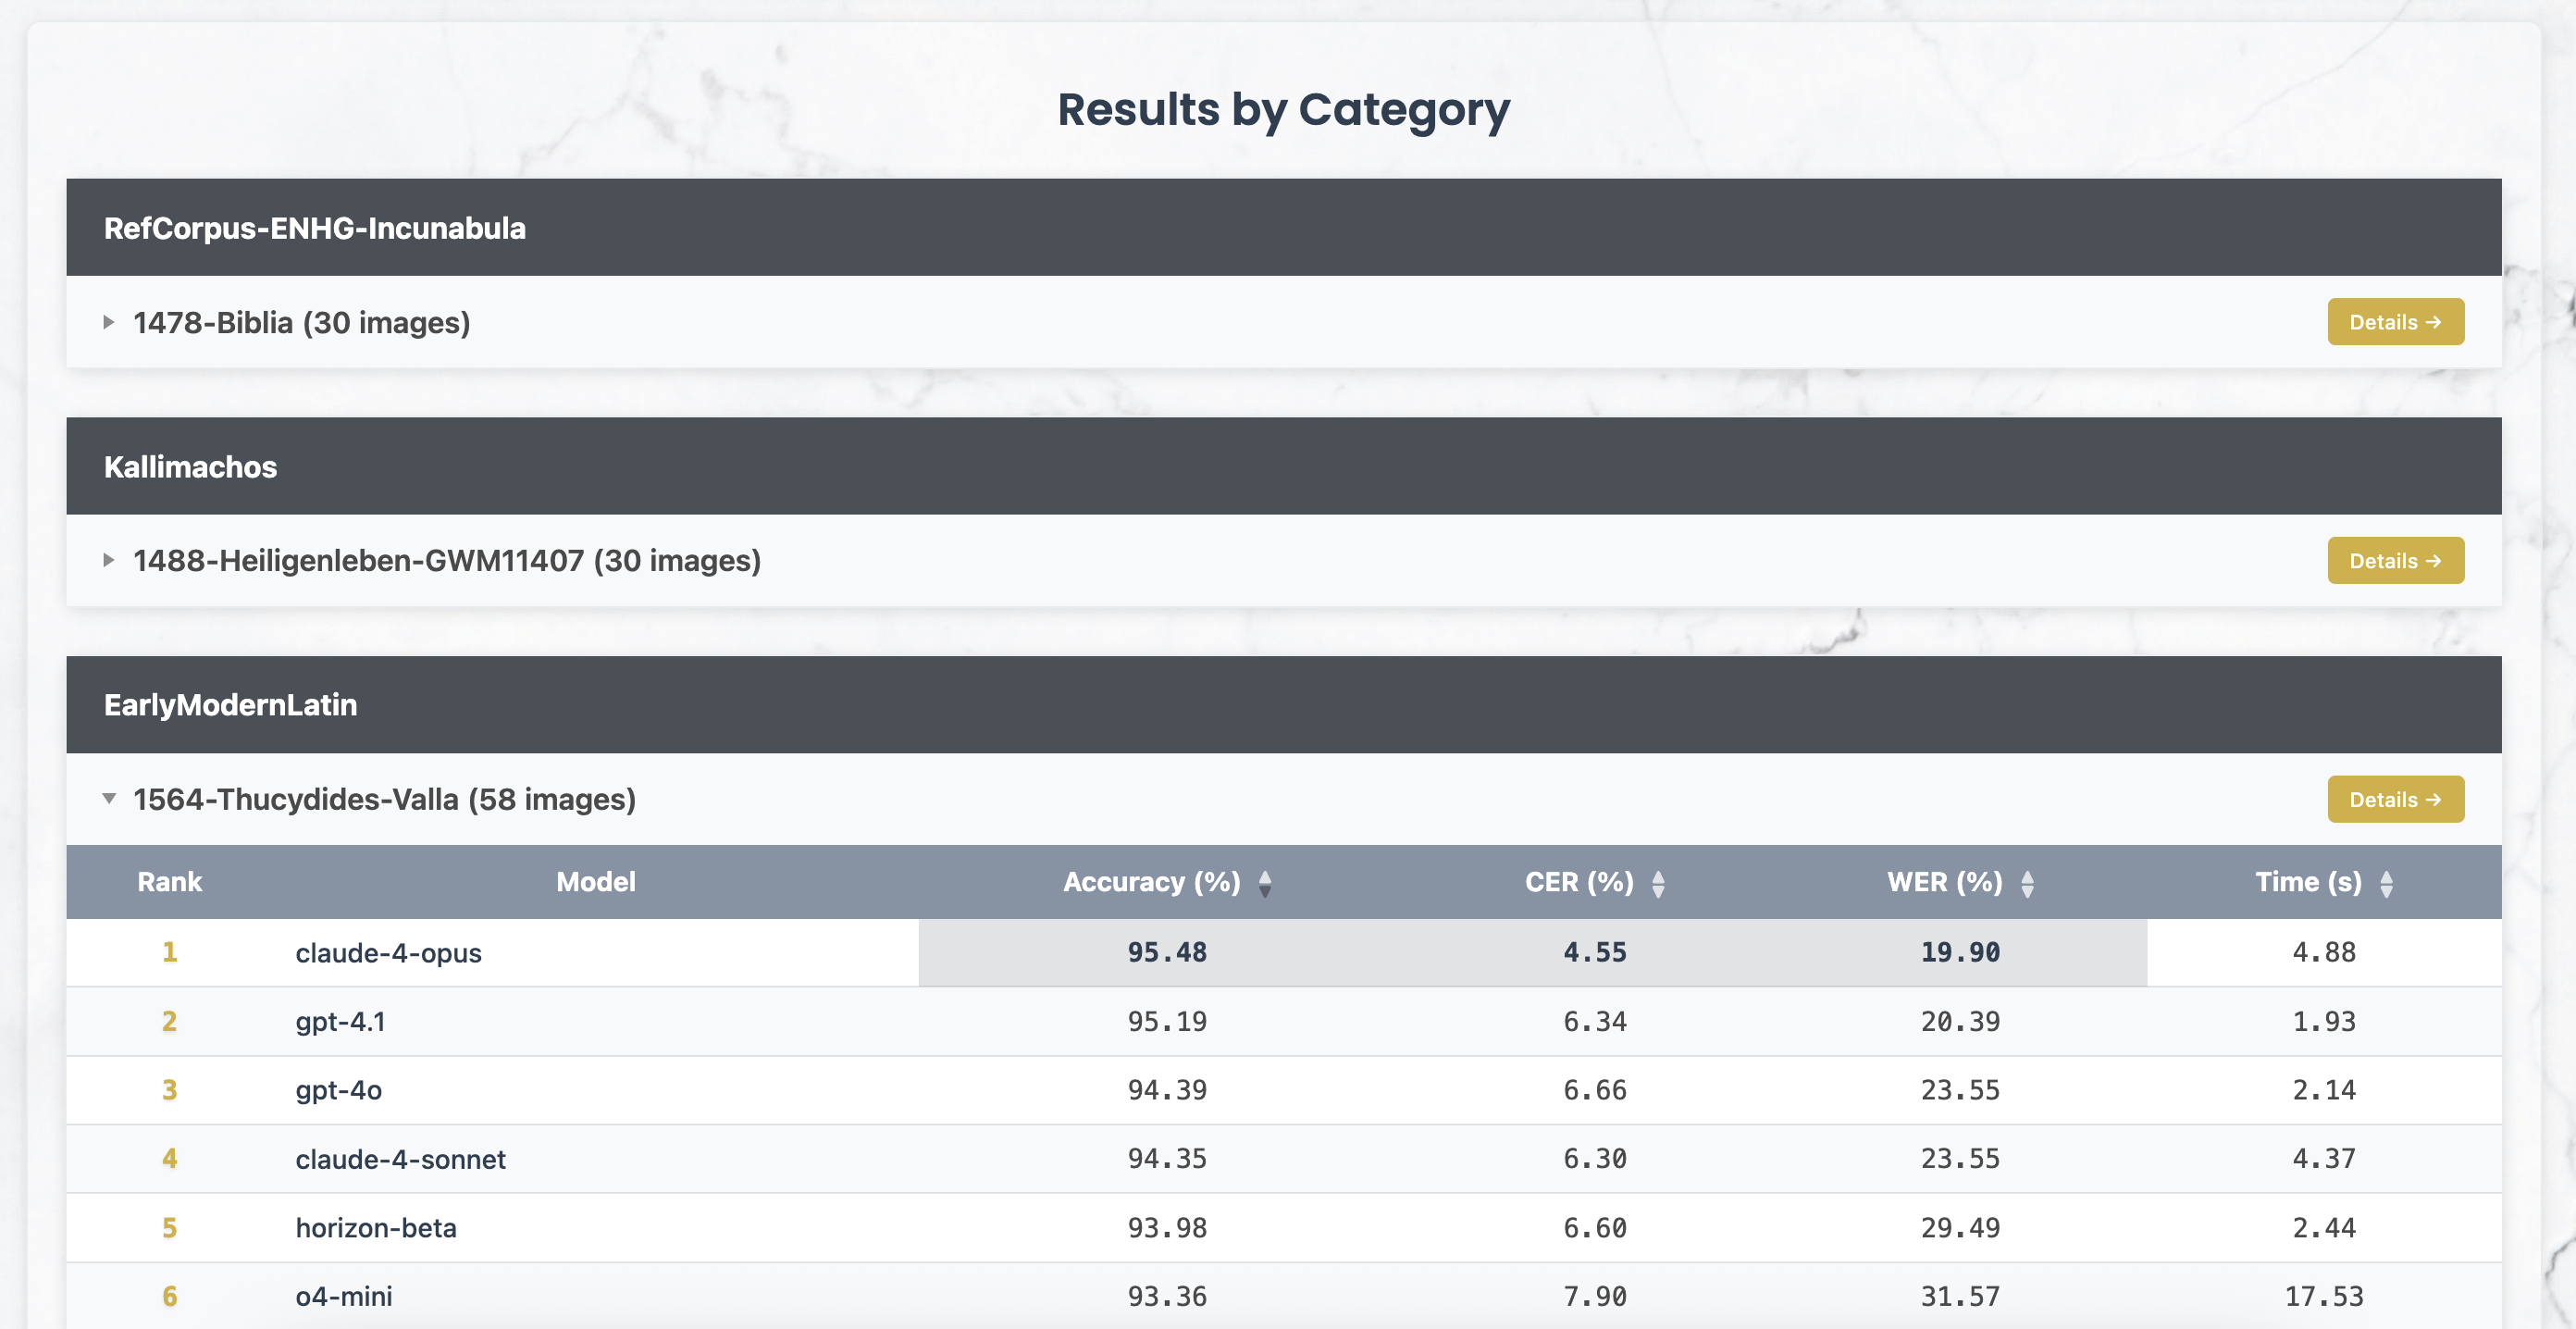 Results by Category
RefCorpus-ENHG-Incunabula
1478-Biblia (30 images) Details →
Kallimachos
1488-Heiligenleben-GWM11407 (30 images) Details →
EarlyModernLatin
1564-Thucydides-Valla (58 images) Details →
Rank Model Accuracy (%) CER (%) WER (%) Time (s)
1 claude-4-opus 95.48 4.55 19.90 4.88
2 gpt-4.1 95.19 6.34 20.39 1.93
3 gpt-4o 94.39 6.66 23.55 2.14
4 claude-4-sonnet 94.35 6.30 23.55 4.37
5 horizon-beta 93.98 6.60 29.49 2.44
6 o4-mini 93.36 7.90 31.57 17.53